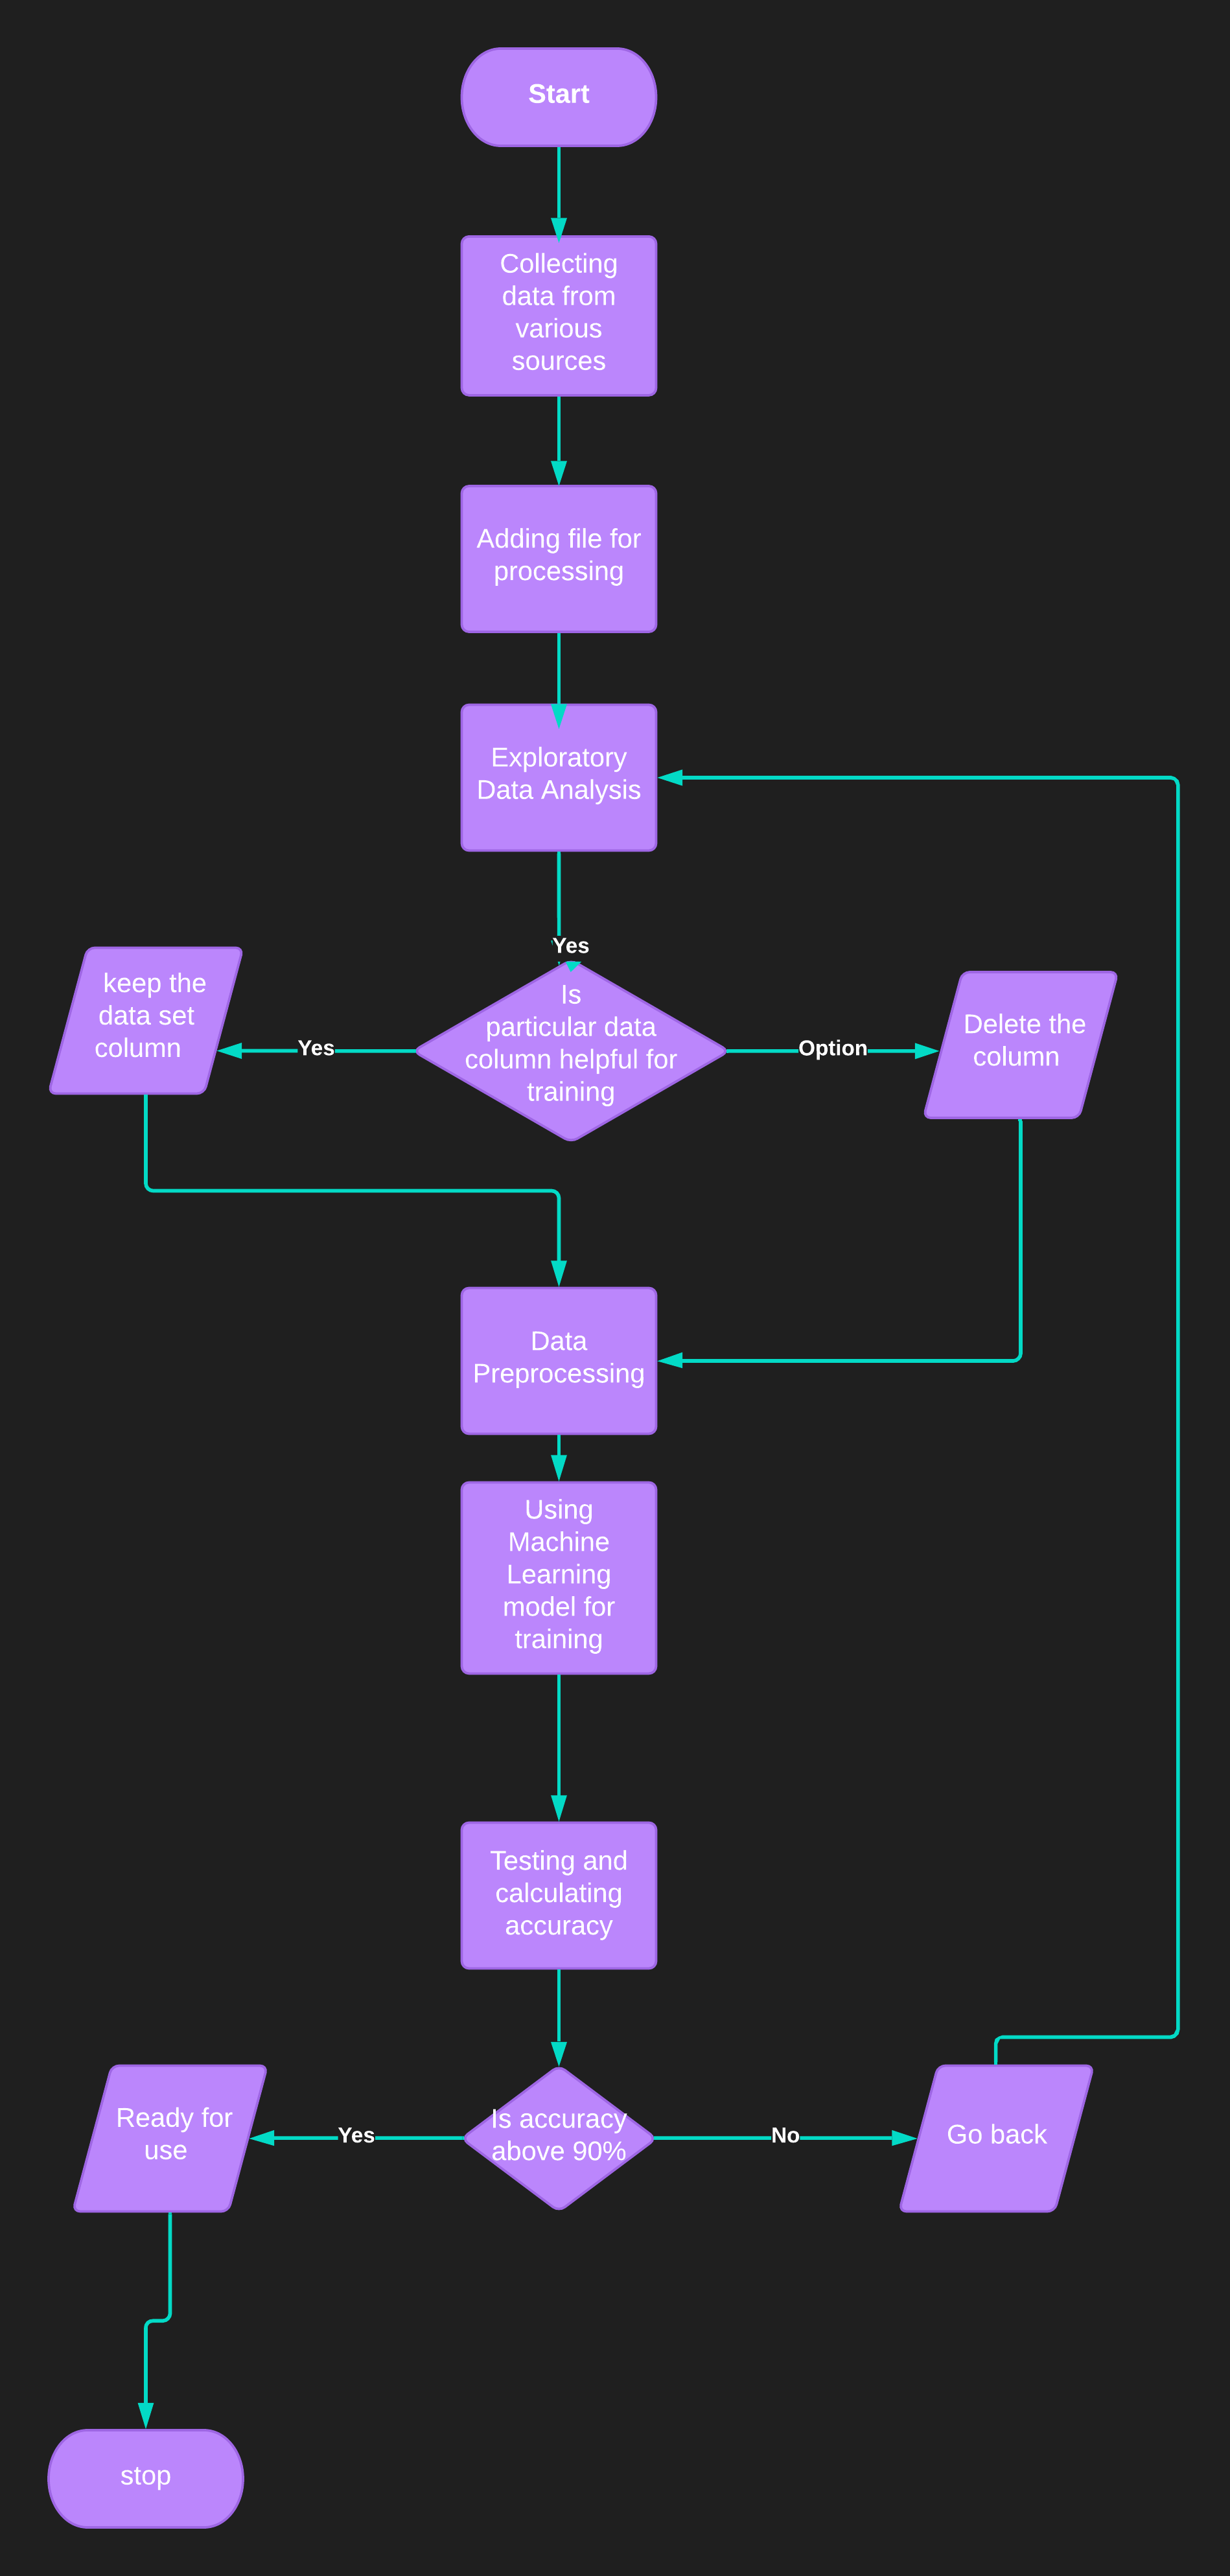 Start
Collecting
data from
various
sources
Adding file for
processing
Exploratory
Data Analysis
Yes
keep the
data set
column
Yes
Is
particular data
column helpful for
training
Option
Delete the
column
Data
Preprocessing
Using
Machine
Learning
model for
training
Testing and
calculating
accuracy
Ready for
use
Yes
Is accuracy
above 90%
No
Go back
stop